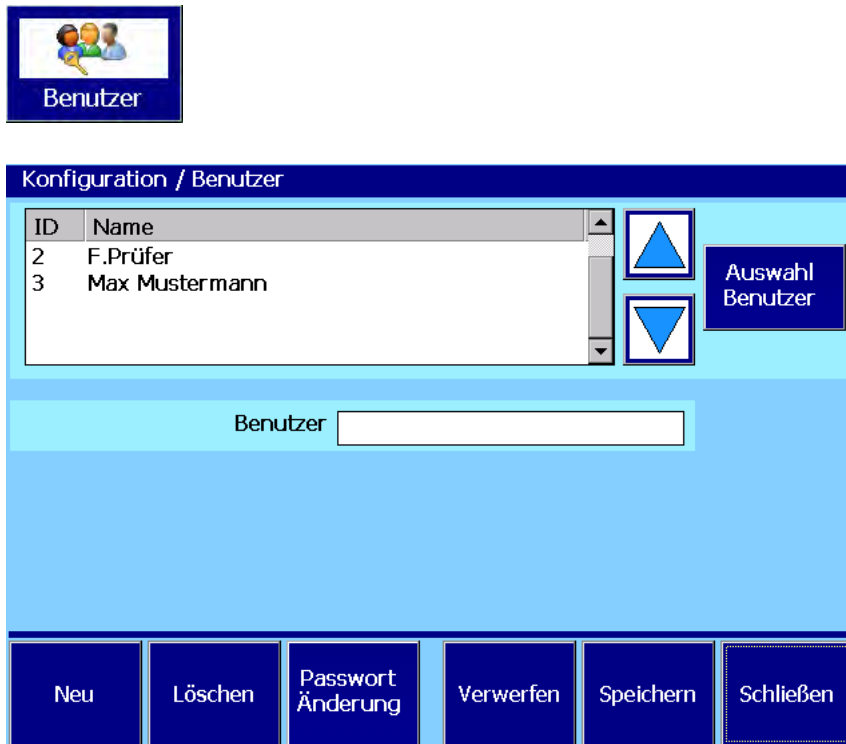 Benutzer
Konfiguration / Benutzer
ID Name
2 F.Prüfer
3 Max Mustermann
Auswahl
Benutzer
Benutzer
Neu
Löschen
Passwort
Änderung
Verwerfen
Speichern
Schließen